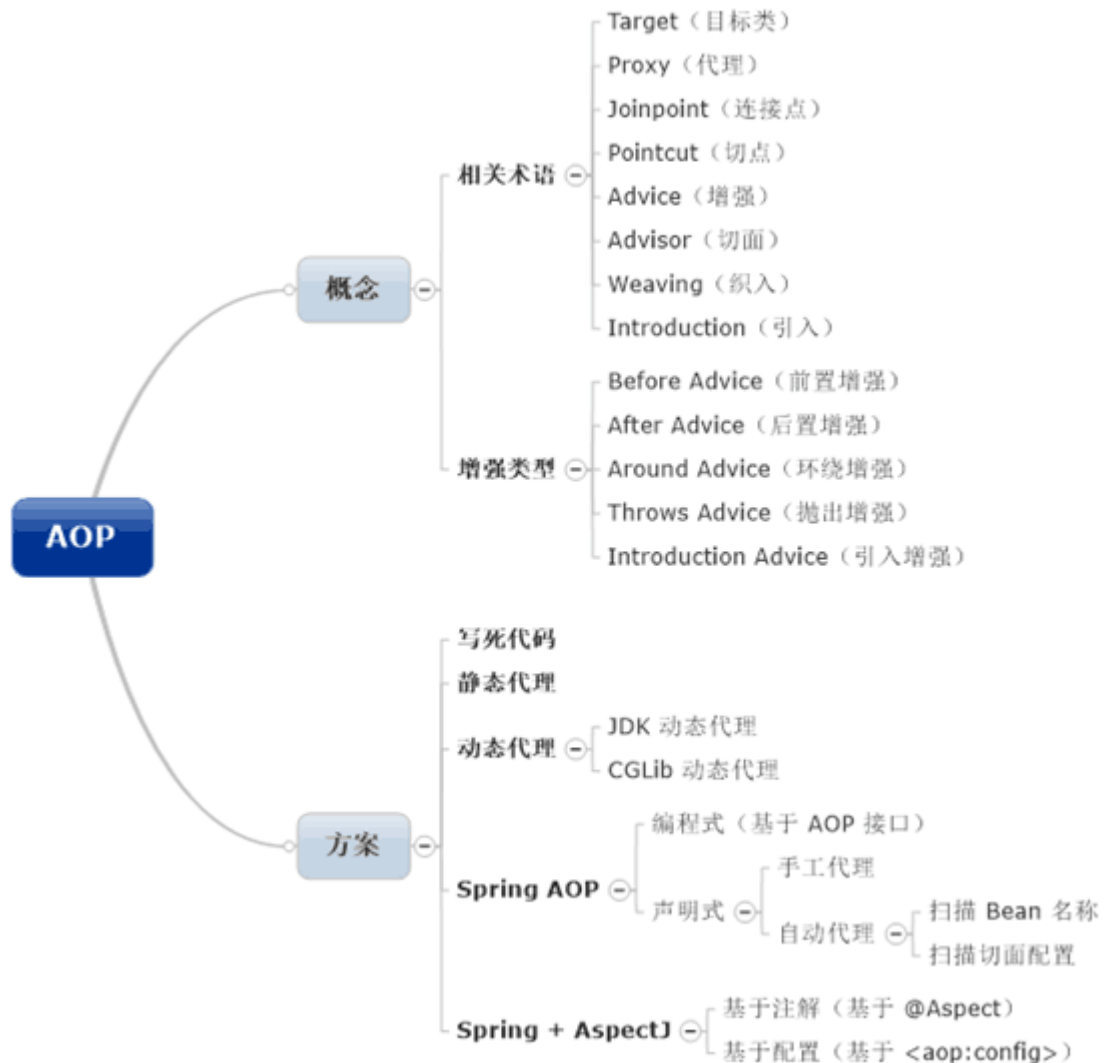 AOP
概念
相关术语
Target（目标类）
Proxy（代理）
Joinpoint（连接点）
Pointcut（切点）
Advice（增强）
Advisor（切面）
Weaving（织入）
Introduction（引入）
增强类型
Before Advice（前置增强）
After Advice（后置增强）
Around Advice（环绕增强）
Throws Advice（抛出增强）
Introduction Advice（引入增强）
方案
写死代码
静态代理
动态代理
JDK 动态代理
CGLib 动态代理
Spring AOP
编程式（基于 AOP 接口）
声明式
手工代理
自动代理
扫描 Bean 名称
扫描切面配置
Spring + AspectJ
基于注解（基于 @Aspect）
基于配置（基于 <aop:config>）